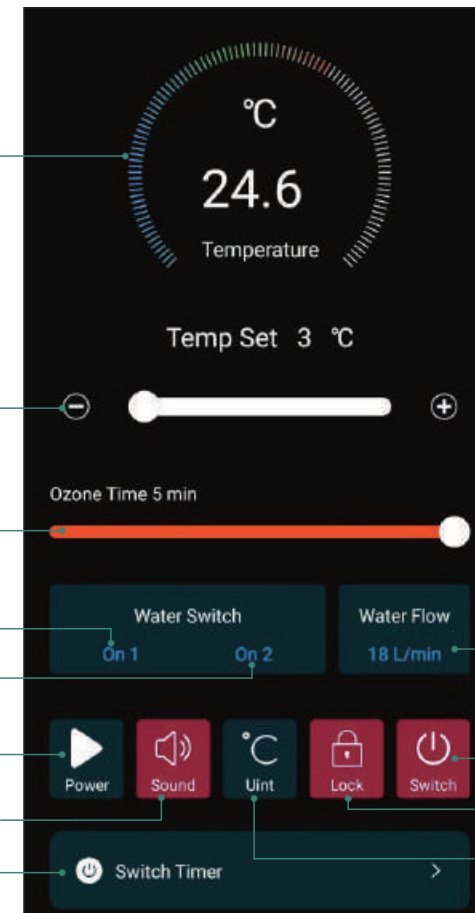 ℃
24.6
Temperature
Temp Set 3 ℃
Ozone Time 5 min
Water Switch
On 1 On 2
Water Flow
18 L/min
Power
Sound
℃
Uint
Lock
Switch
Switch Timer